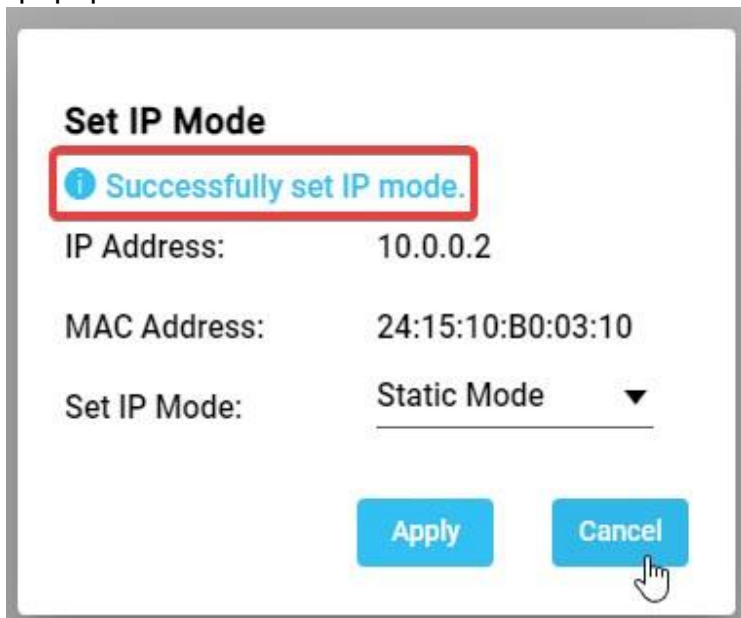 Set IP Mode
Successfully set IP mode.
IP Address: 10.0.0.2
MAC Address: 24:15:10:B0:03:10
Set IP Mode: Static Mode
Apply Cancel